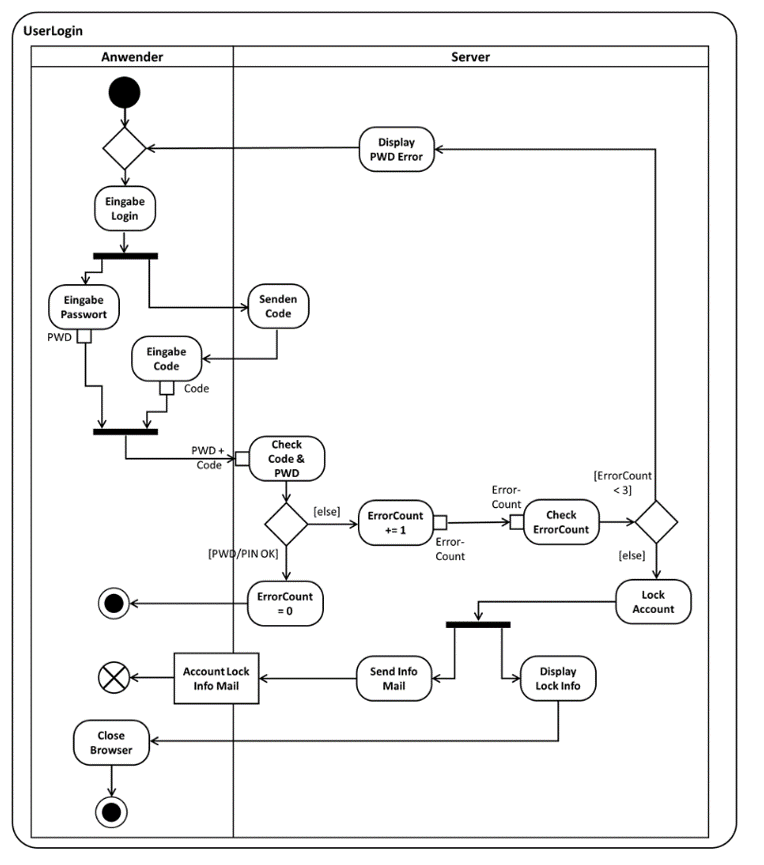 UserLogin
Anwender
Server
Display
PWD Error
Eingabe
Login
Eingabe
Passwort
PWD
Senden
Code
Eingabe
Code
Code
PWD +
Code
Check
Code &
PWD
[else]
[PWD/PIN OK]
ErrorCount
+= 1
Error-
Count
Error-
Count
Check
ErrorCount
[ErrorCount
< 3]
[else]
ErrorCount
= 0
Lock
Account
Account Lock
Info Mail
Send Info
Mail
Display
Lock Info
Close
Browser